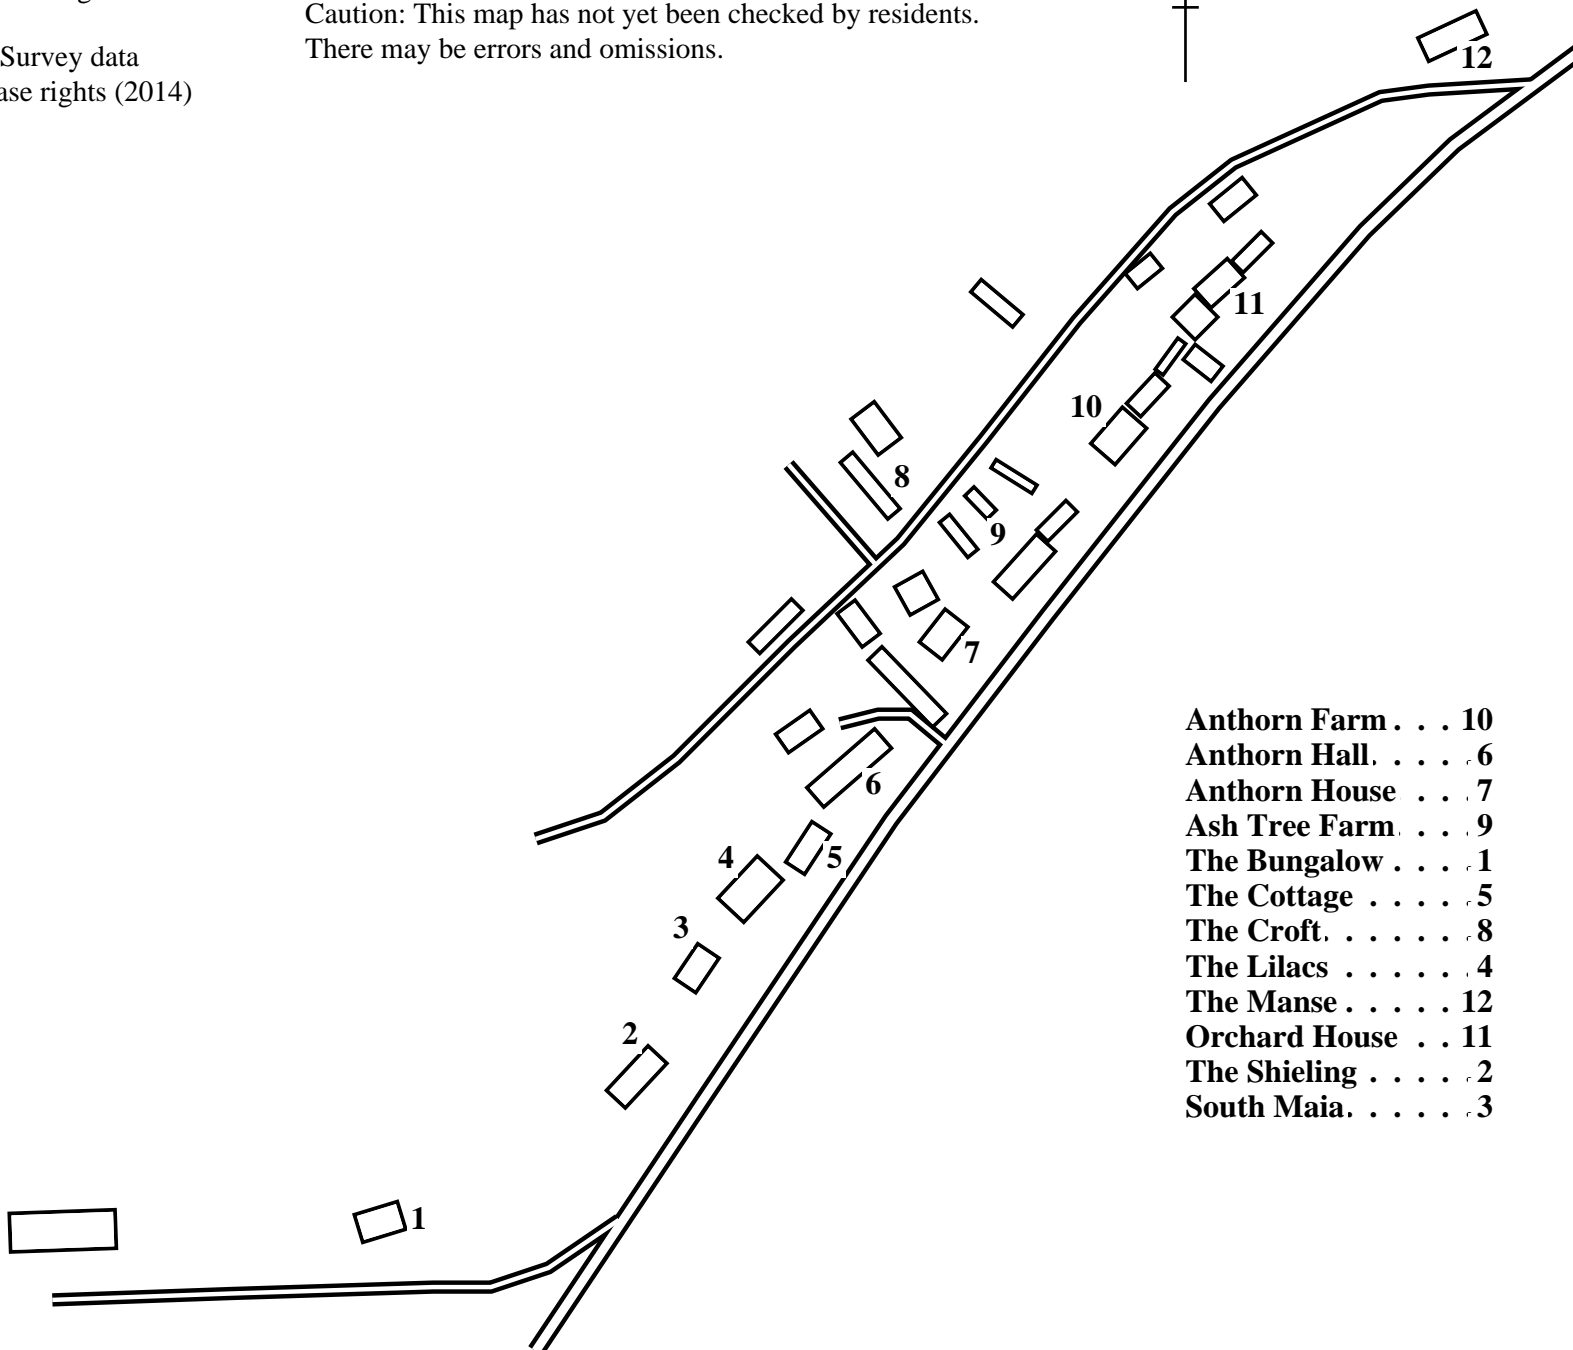 Caution: This map has not yet been checked by residents.
There may be errors and omissions.
Survey data
ase rights (2014)
12
11
10
8
9
7
6
5
4
3
2
1
Anthorn Farm . . . 10
Anthorn Hall . . . . . 6
Anthorn House . . . 7
Ash Tree Farm . . . . 9
The Bungalow . . . . 1
The Cottage . . . . . 5
The Croft . . . . . . . 8
The Lilacs . . . . . . 4
The Manse . . . . . 12
Orchard House . . 11
The Shieling . . . . . 2
South Maia . . . . . . 3